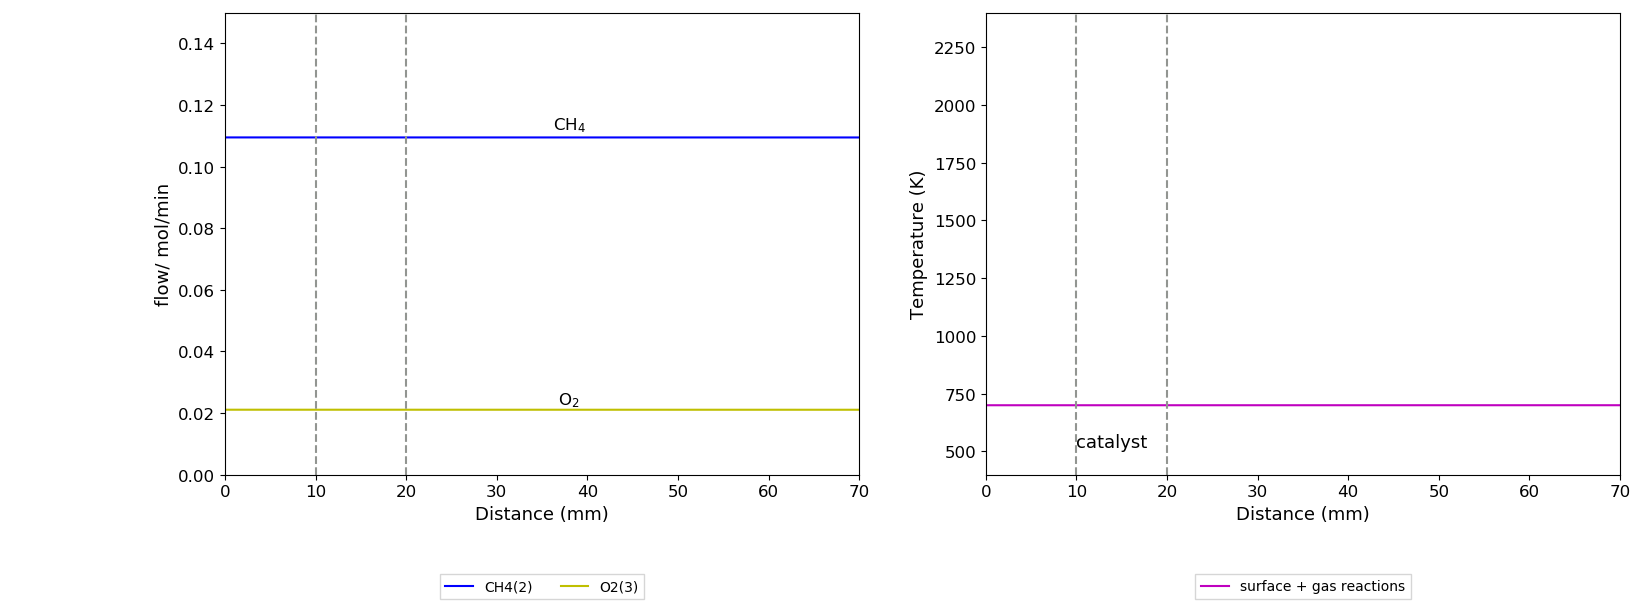 0.14
0.12
0.10
0.08
0.06
0.04
0.02
0.00
flow/ mol/min
CH₄
O₂
0 10 20 30 40 50 60 70
Distance (mm)
CH4(2) O2(3)
2250
2000
1750
1500
1250
1000
750
500
Temperature (K)
catalyst
0 10 20 30 40 50 60 70
Distance (mm)
surface + gas reactions